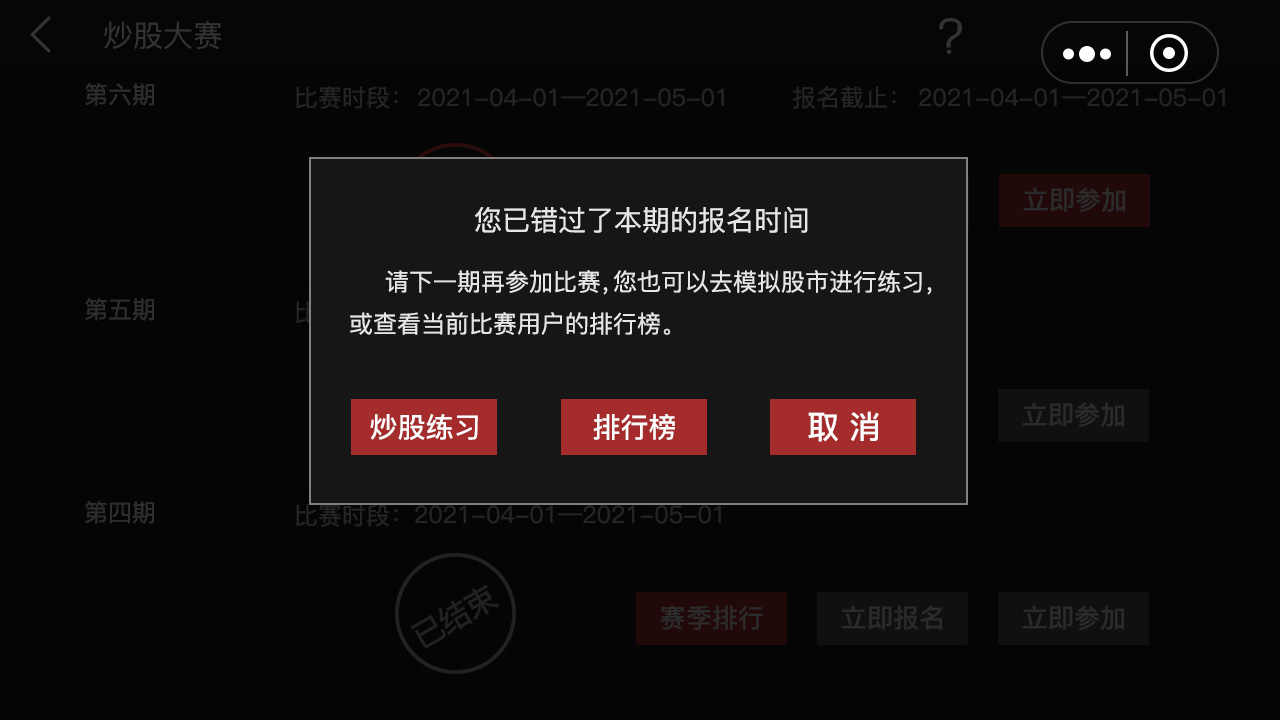 炒股大赛
?
第六期 比赛时段： 2021-04-01—2021-05-01 报名截止： 2021-04-01—2021-05-01
立即参加
您已错过了本期的报名时间
请下一期再参加比赛,您也可以去模拟股市进行练习,
或查看当前比赛用户的排行榜。
第五期
立即参加
炒股练习 排行榜 取 消
第四期 比赛时段： 2021-04-01—2021-05-01
已结束
赛季排行 立即报名 立即参加